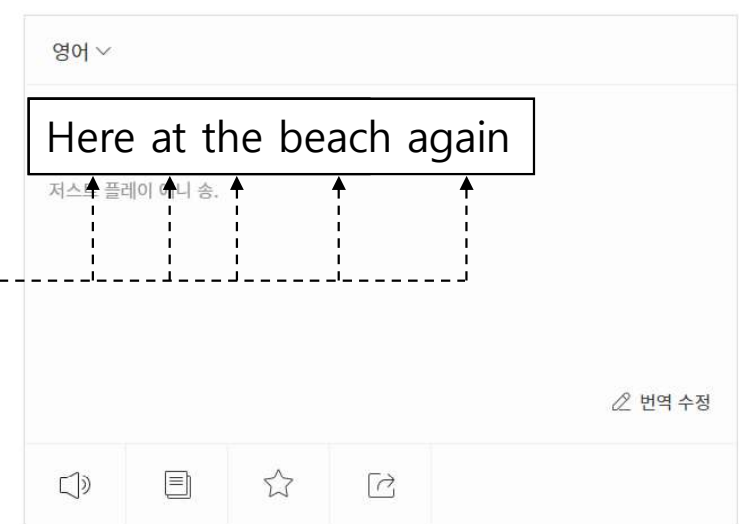 영어
Here at the beach again
저스트 플레이 애니 송.
번역 수정